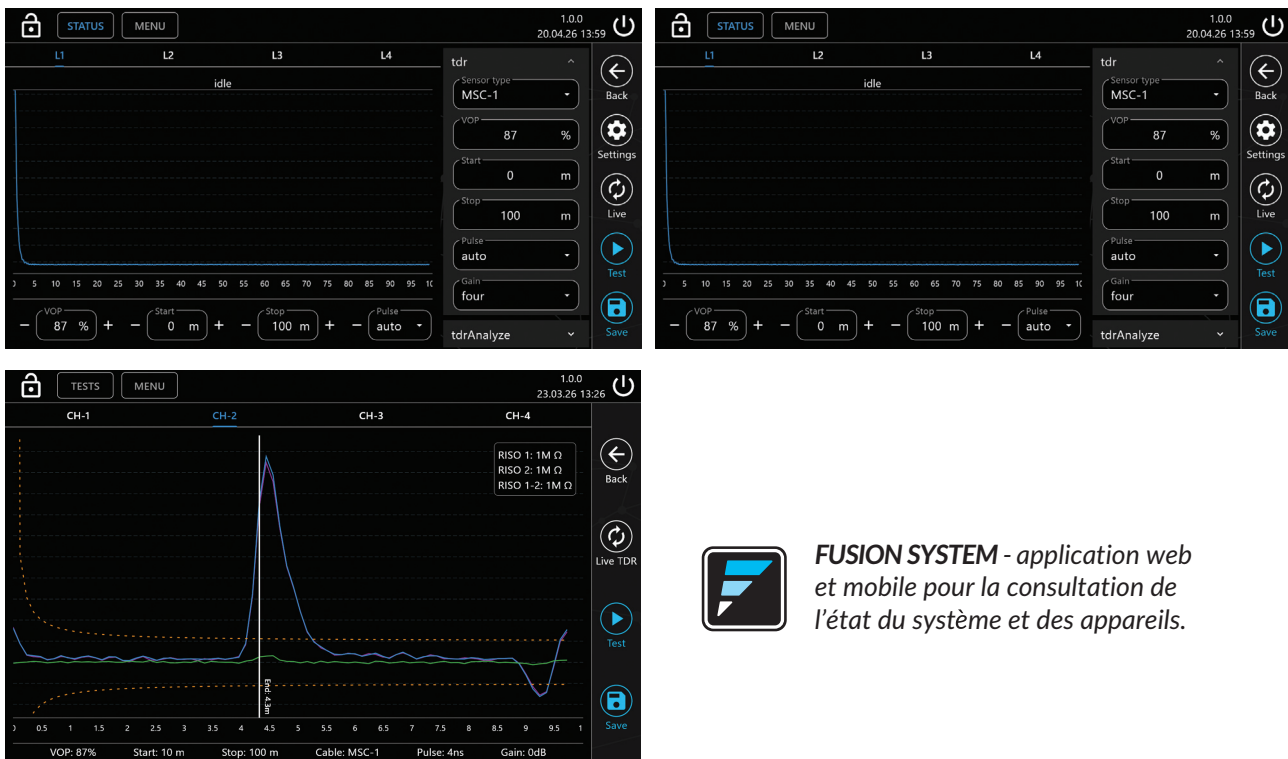 STATUS MENU 1.0.0
20.04.26 13:59
L1 L2 L3 L4
idle
0 5 10 15 20 25 30 35 40 45 50 55 60 65 70 75 80 85 90 95 10
VOP Start Stop Pulse
− 87 % + − 0 m + − 100 m + − auto
tdr
Sensor type
MSC-1
VOP
87 %
Start
0 m
Stop
100 m
Pulse
auto
Gain
four
tdrAnalyze
Back
Settings
Live
Test
Save
STATUS MENU 1.0.0
20.04.26 13:59
L1 L2 L3 L4
idle
0 5 10 15 20 25 30 35 40 45 50 55 60 65 70 75 80 85 90 95 10
VOP Start Stop Pulse
− 87 % + − 0 m + − 100 m + − auto
tdr
Sensor type
MSC-1
VOP
87 %
Start
0 m
Stop
100 m
Pulse
auto
Gain
four
tdrAnalyze
Back
Settings
Live
Test
Save
TESTS MENU 1.0.0
23.03.26 13:26
CH-1 CH-2 CH-3 CH-4
RISO 1: 1M Ω
RISO 2: 1M Ω
RISO 1-2: 1M Ω
End: 4.3m
0 0.5 1 1.5 2 2.5 3 3.5 4 4.5 5 5.5 6 6.5 7 7.5 8 8.5 9 9.5 1
VOP: 87% Start: 10 m Stop: 100 m Cable: MSC-1 Pulse: 4ns Gain: 0dB
Back
Live TDR
Test
Save
FUSION SYSTEM - application web
et mobile pour la consultation de
l’état du système et des appareils.